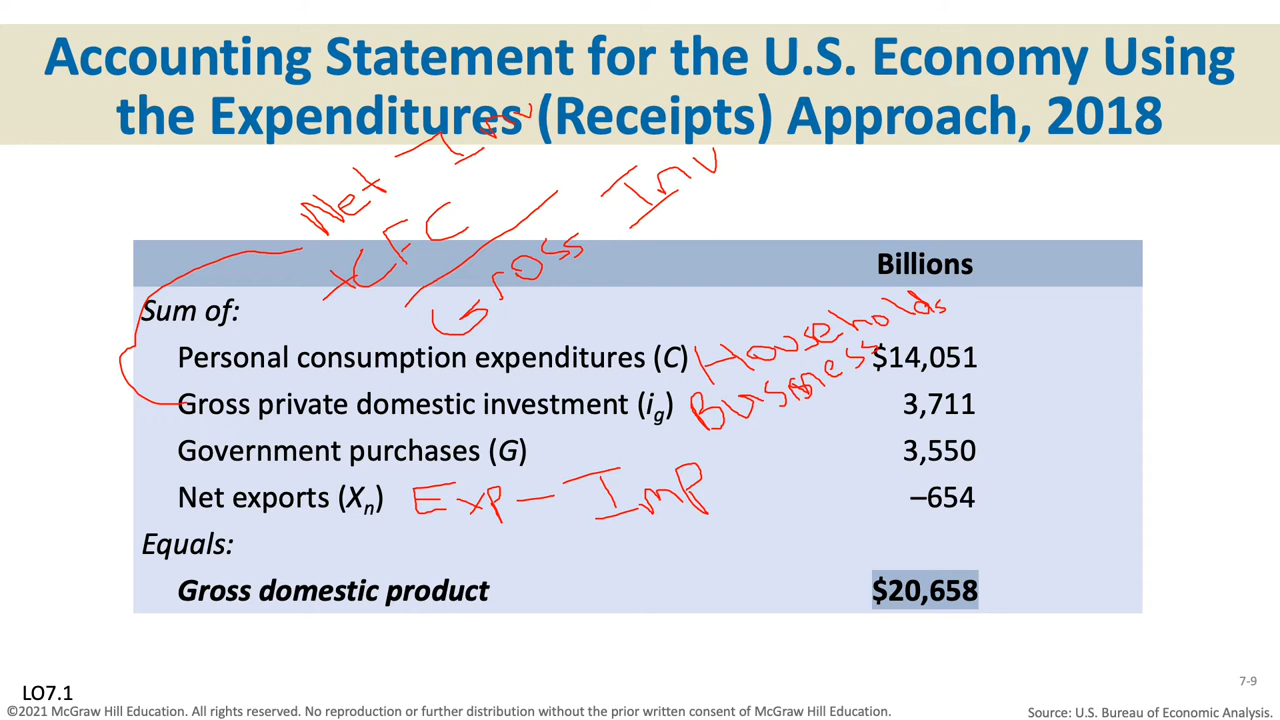 Accounting Statement for the U.S. Economy Using
the Expenditures (Receipts) Approach, 2018
Net Inv
+CFC
Gross Inv
Billions
Sum of:
Personal consumption expenditures (C) Households $14,051
Gross private domestic investment (ig) Business 3,711
Government purchases (G) 3,550
Net exports (Xn) Exp - Imp –654
Equals:
Gross domestic product $20,658
7-9
LO7.1
©2021 McGraw Hill Education. All rights reserved. No reproduction or further distribution without the prior written consent of McGraw Hill Education. Source: U.S. Bureau of Economic Analysis.